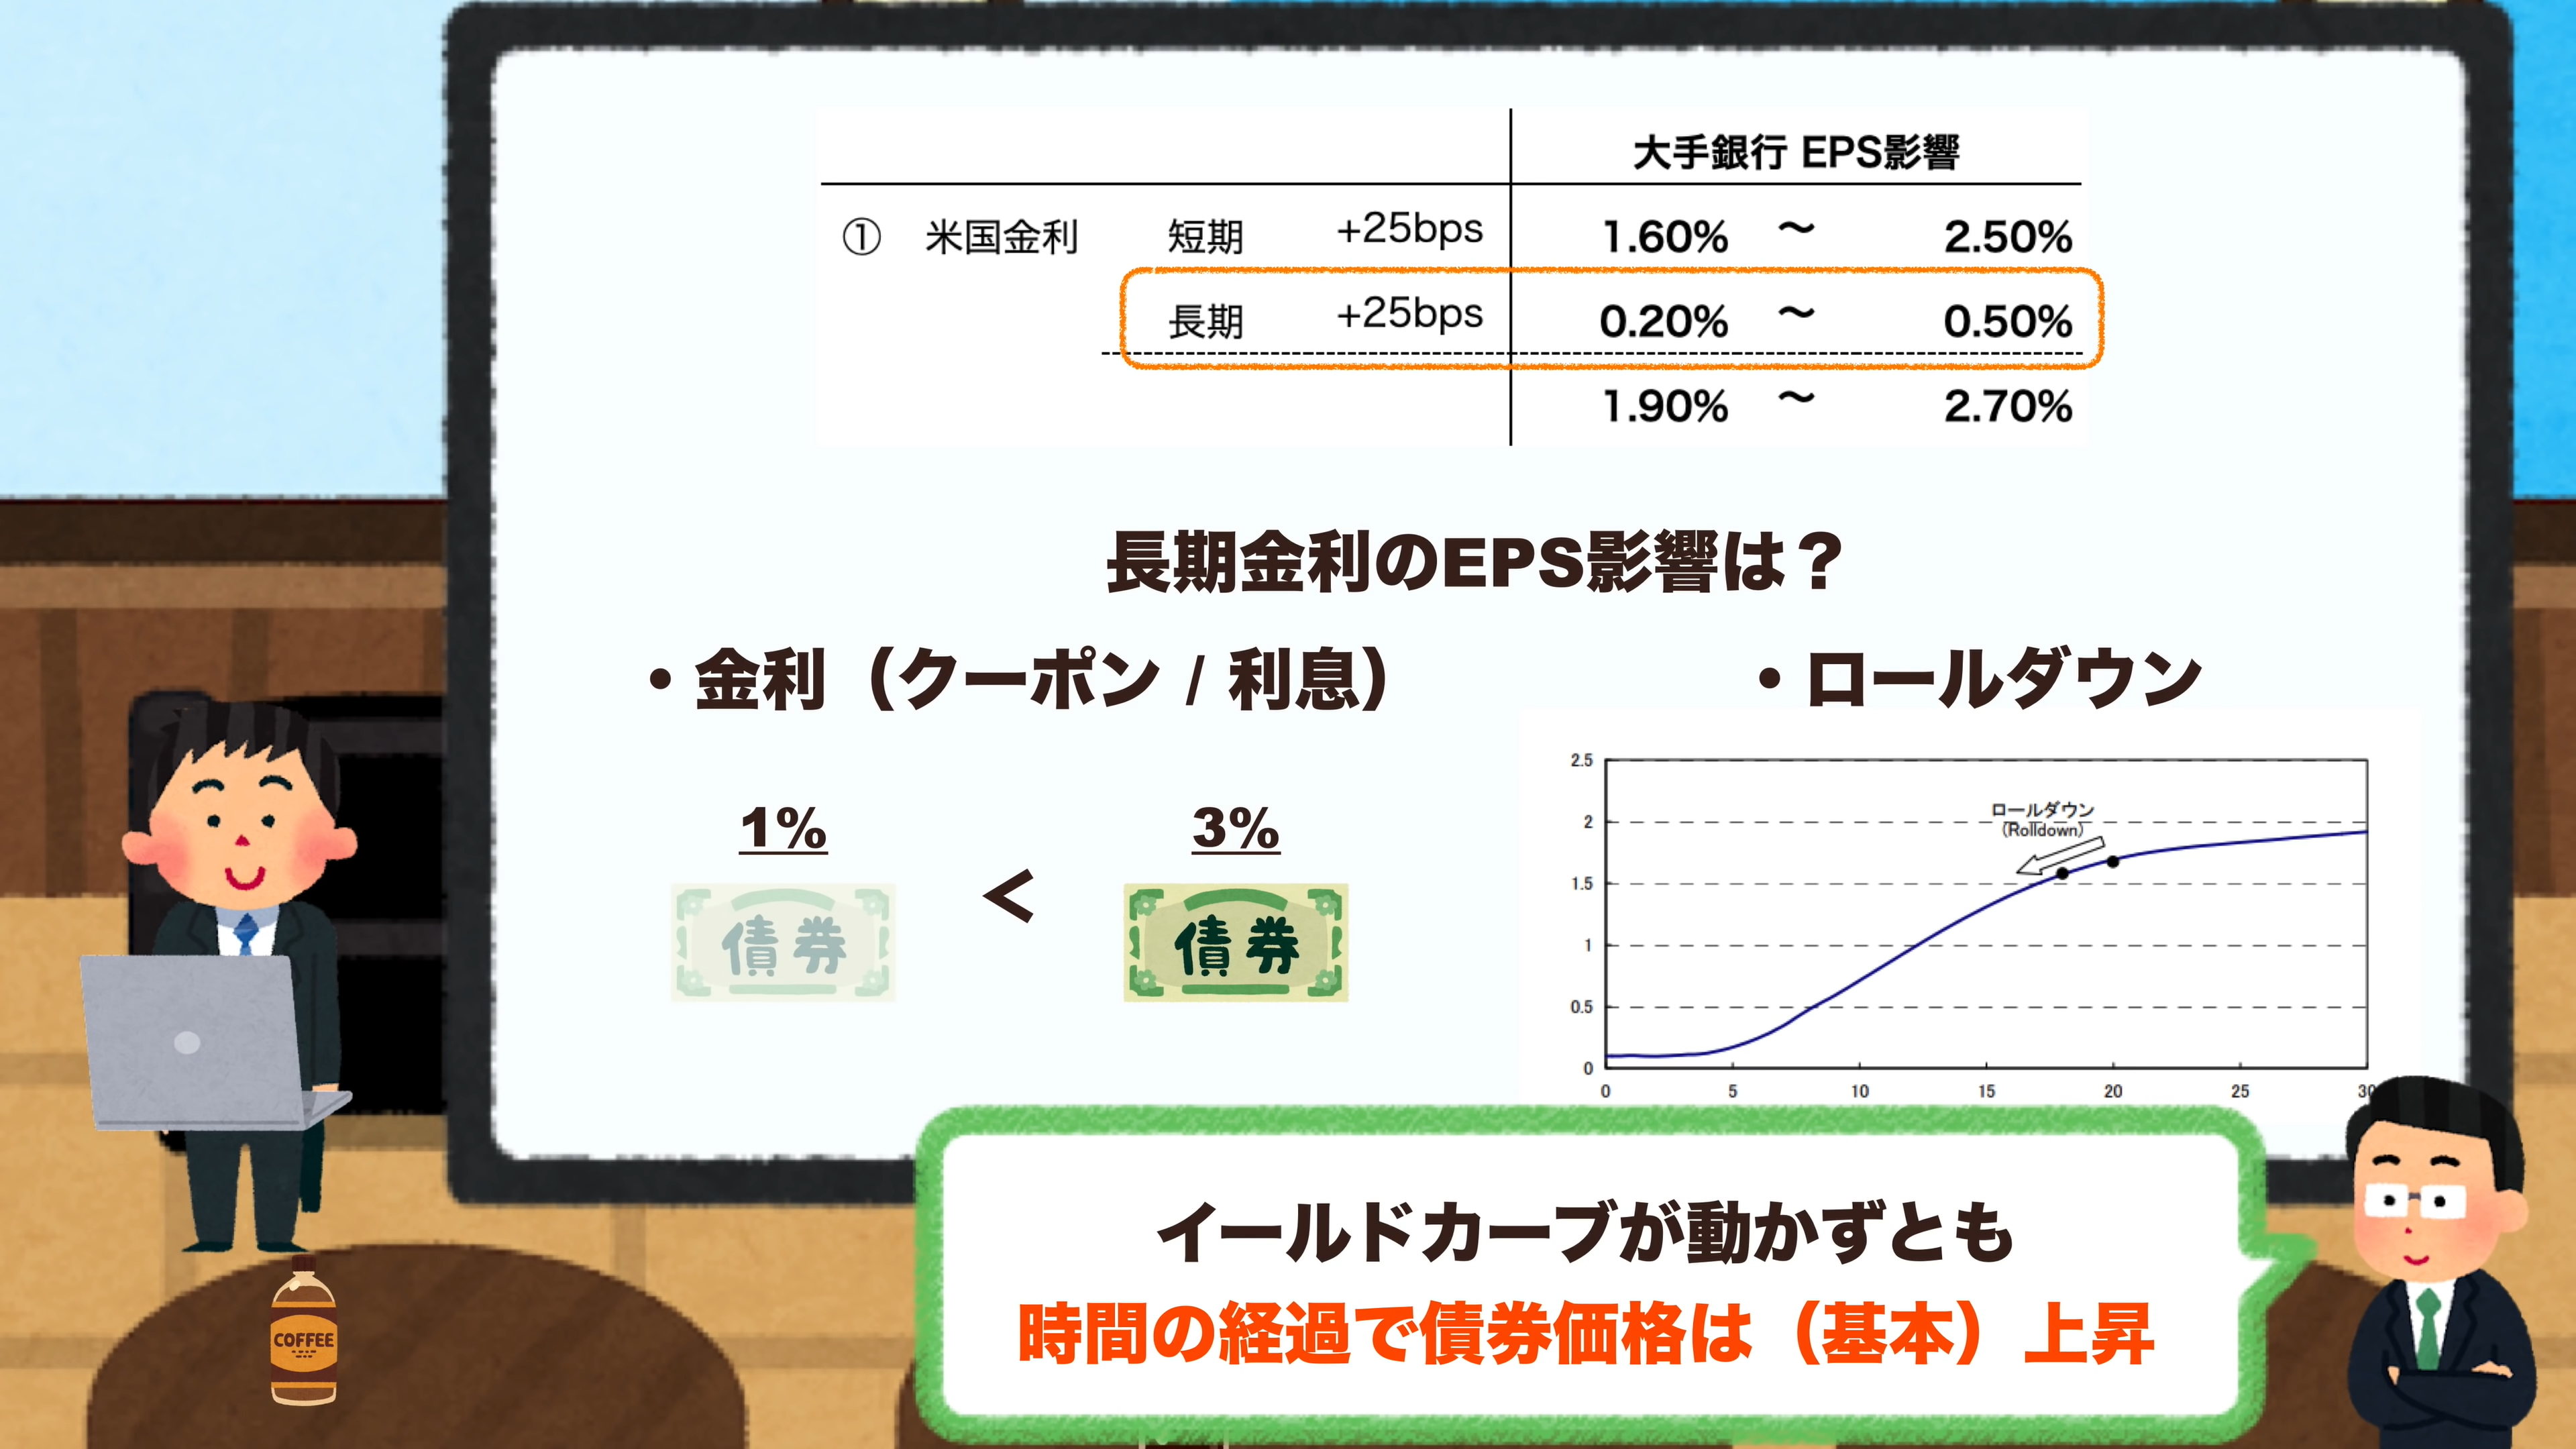 大手銀行 EPS影響
① 米国金利 短期 +25bps 1.60% 〜 2.50%
長期 +25bps 0.20% 〜 0.50%
1.90% 〜 2.70%
長期金利のEPS影響は？
・金利（クーポン / 利息）
・ロールダウン
1%
3%
債券
<
債券
2.5
2
1.5
1
0.5
0
ロールダウン
(Rolldown)
0 5 10 15 20 25 30
イールドカーブが動かずとも
時間の経過で債券価格は（基本）上昇
COFFEE